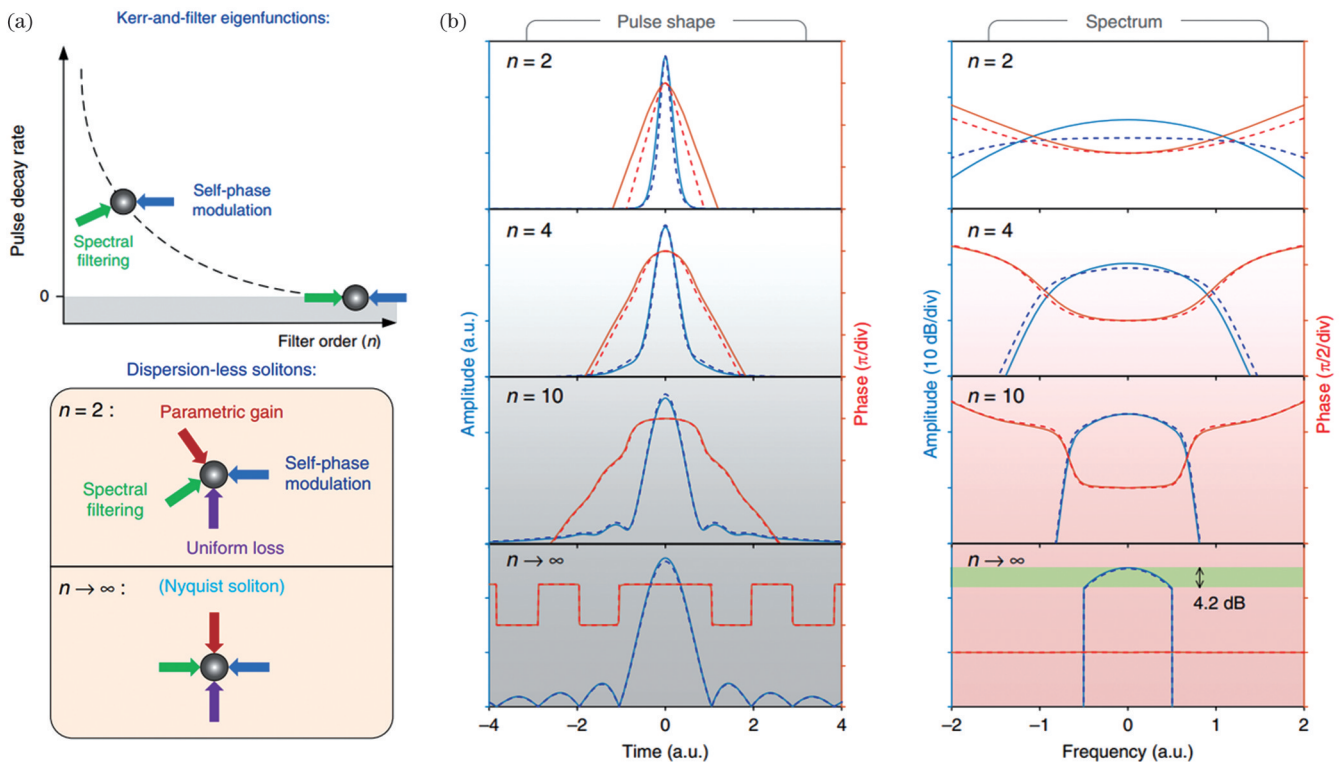 (a)
Kerr-and-filter eigenfunctions:
Pulse decay rate
Self-phase
modulation
Spectral
filtering
0
Filter order (n)
Dispersion-less solitons:
n = 2 :
Parametric gain
Self-phase
modulation
Spectral
filtering
Uniform loss
n → ∞ :
(Nyquist soliton)
(b)
Pulse shape
n = 2
n = 4
n = 10
n → ∞
Amplitude (a.u.)
Phase (π/div)
−4 −2 0 2 4
Time (a.u.)
Spectrum
n = 2
n = 4
n = 10
n → ∞
4.2 dB
Amplitude (10 dB/div)
Phase (π/2/div)
−2 −1 0 1 2
Frequency (a.u.)